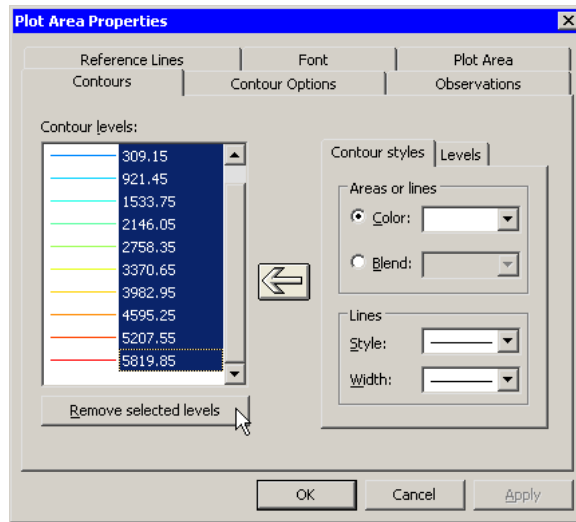 Plot Area Properties
Reference Lines
Font
Plot Area
Contours
Contour Options
Observations
Contour levels:
309.15
921.45
1533.75
2146.05
2758.35
3370.65
3982.95
4595.25
5207.55
5819.85
Remove selected levels
Contour styles
Levels
Areas or lines
Color:
Blend:
Lines
Style:
Width:
OK
Cancel
Apply